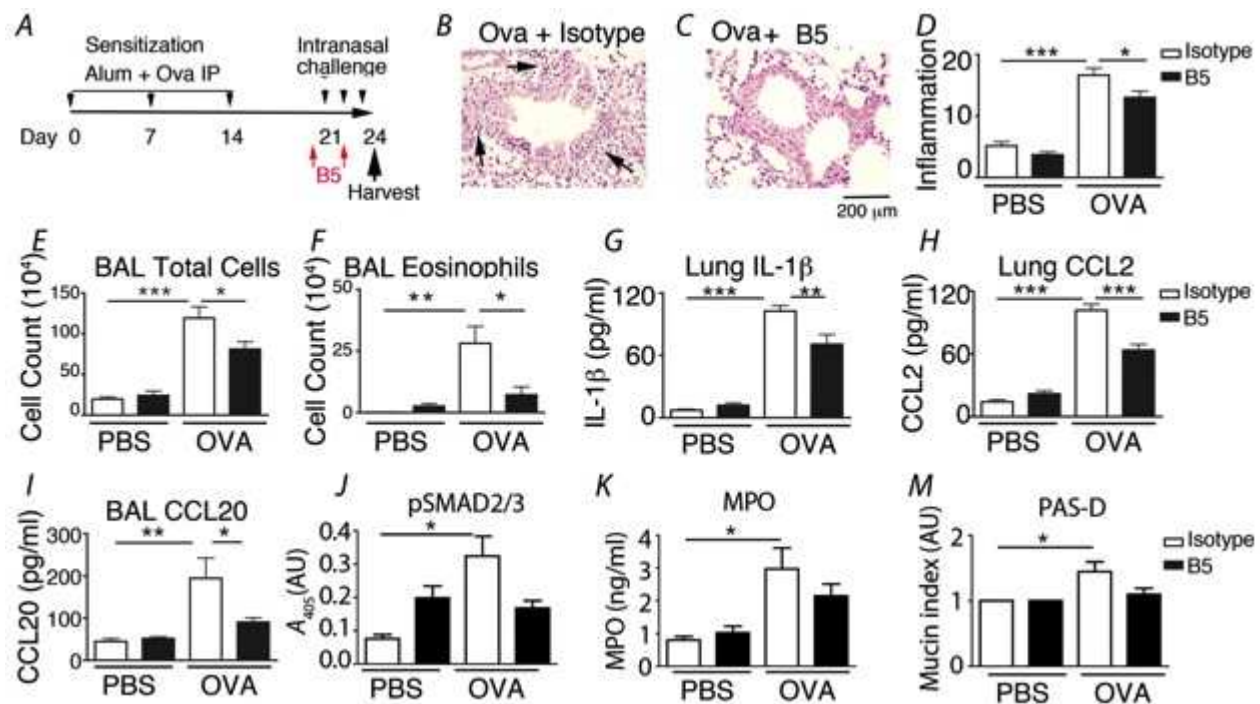 A
Sensitization
Alum + Ova IP
Intranasal
challenge
Day 0 7 14 21 24
B5
Harvest
B
Ova + Isotype
C
Ova + B5
200 μm
D
Inflammation
20
10
0
*** *
PBS OVA
Isotype
B5
E
BAL Total Cells
Cell Count (10⁴)
150
100
50
0
*** *
PBS OVA
F
BAL Eosinophils
Cell Count (10⁴)
50
25
0
** *
PBS OVA
G
Lung IL-1β
IL-1β (pg/ml)
120
60
0
*** **
PBS OVA
H
Lung CCL2
CCL2 (pg/ml)
120
60
0
*** ***
PBS OVA
Isotype
B5
I
BAL CCL20
CCL20 (pg/ml)
300
200
100
0
** *
PBS OVA
J
pSMAD2/3
A405(AU)
0.4
0.3
0.2
0.1
0.0
*
PBS OVA
K
MPO
MPO (ng/ml)
4
3
2
1
0
*
PBS OVA
M
PAS-D
Mucin index (AU)
2
1
0
*
PBS OVA
Isotype
B5